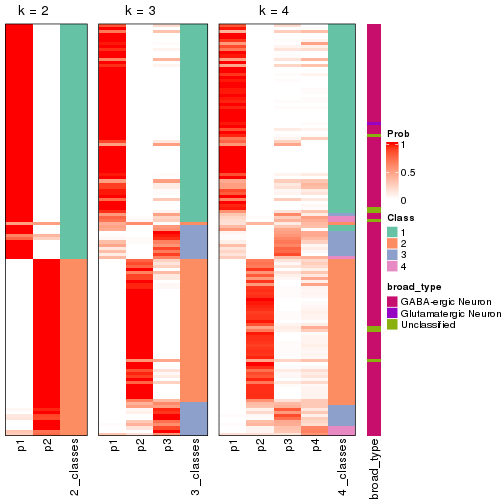 k = 2 k = 3 k = 4
Prob
1
0.5
0
Class
1
2
3
4
broad_type
GABA-ergic Neuron
Glutamatergic Neuron
Unclassified
p1 p2 2_classes p1 p2 p3 3_classes p1 p2 p3 p4 4_classes broad_type